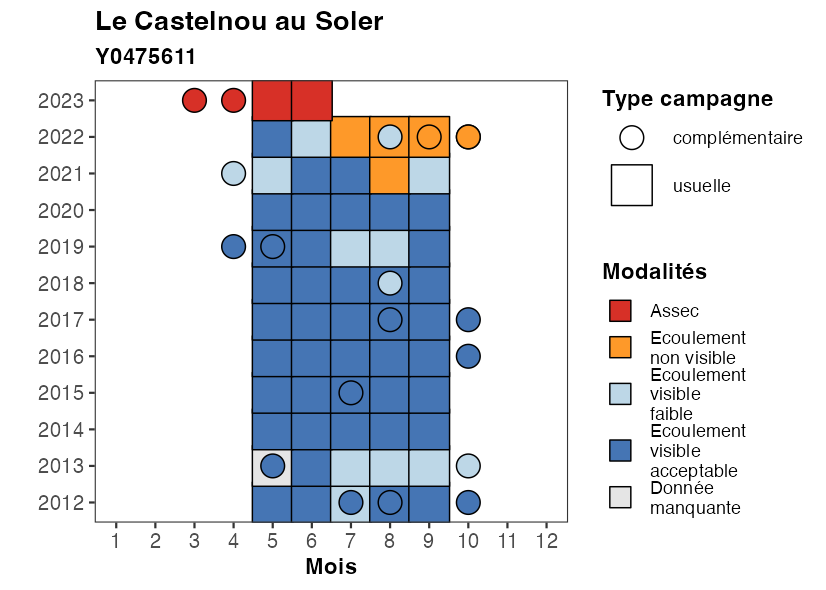 Le Castelnou au Soler
Y0475611
2023
2022
2021
2020
2019
2018
2017
2016
2015
2014
2013
2012
1 2 3 4 5 6 7 8 9 10 11 12
Mois
Type campagne
complémentaire
usuelle
Modalités
Assec
Ecoulement
non visible
Ecoulement
visible
faible
Ecoulement
visible
acceptable
Donnée
manquante